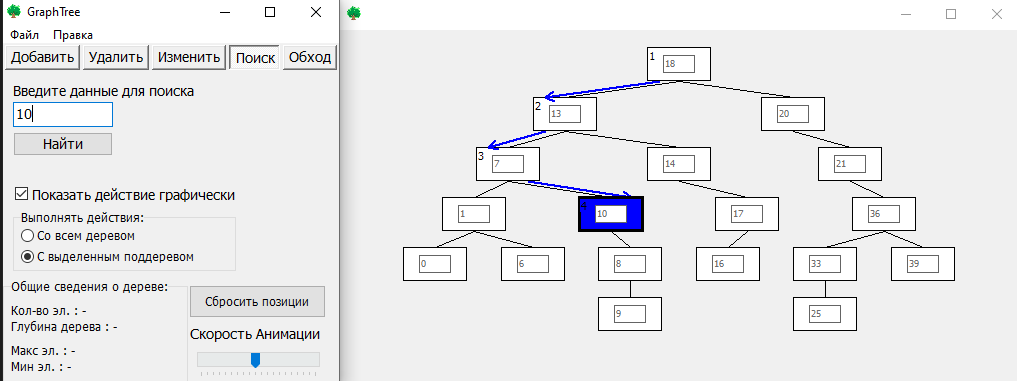 GraphTree
Файл Правка
Добавить Удалить Изменить Поиск Обход
Введите данные для поиска
10
Найти
Показать действие графически
Выполнять действия:
Со всем деревом
С выделенным поддеревом
Общие сведения о дереве:
Кол-во эл. : -
Глубина дерева : -
Макс эл. : -
Мин эл. : -
Сбросить позиции
Скорость Анимации
1 18
2 13 20
3 7 14 21
1 4 10 17 36
0 6 8 16 33 39
9 25